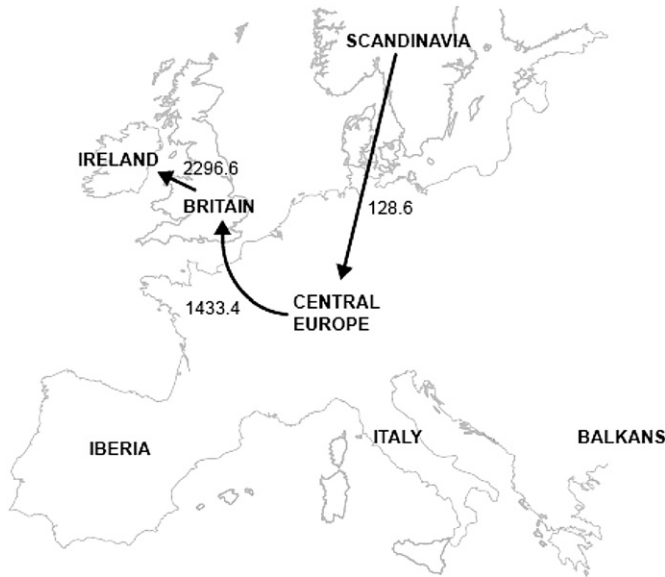 SCANDINAVIA
IRELAND
2296.6
BRITAIN
128.6
1433.4
CENTRAL
EUROPE
IBERIA
ITALY
BALKANS